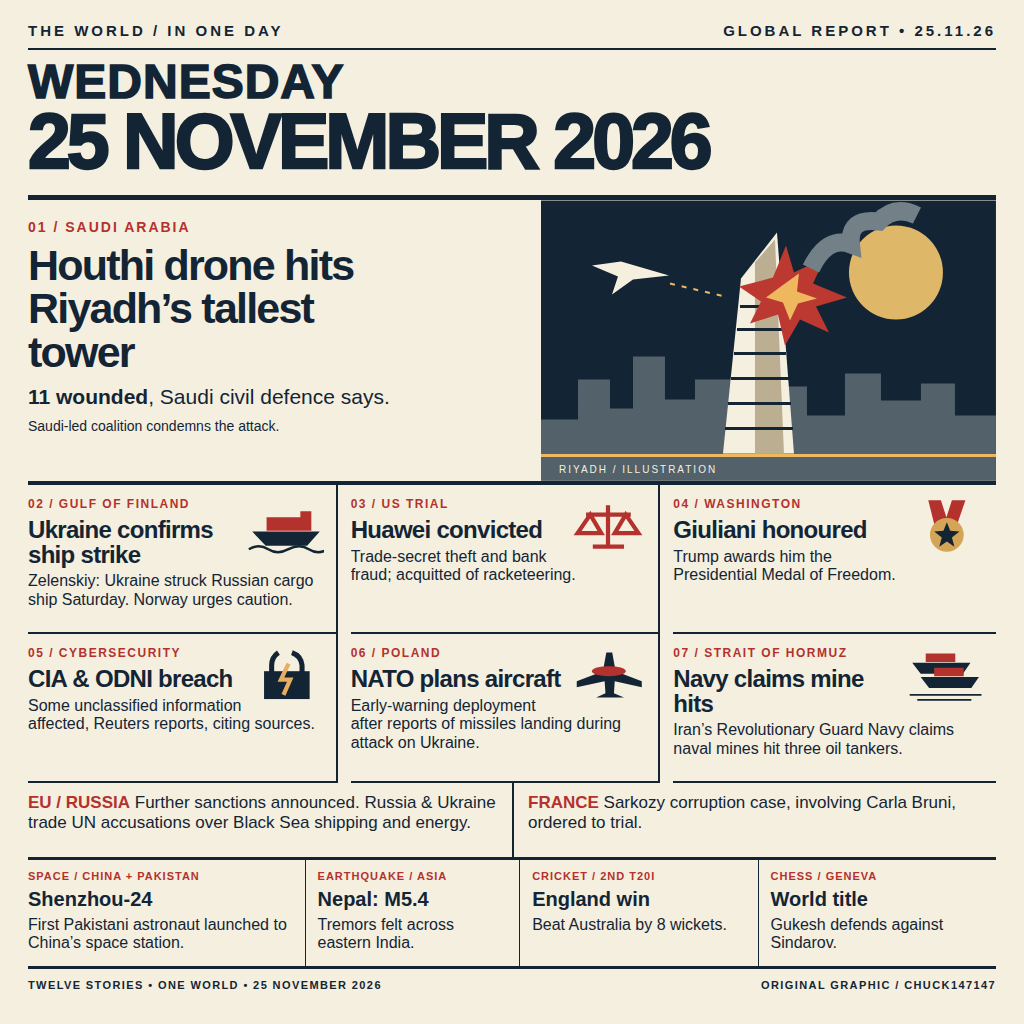 THE WORLD / IN ONE DAY
GLOBAL REPORT • 25.11.26
WEDNESDAY
25 NOVEMBER 2026
01 / SAUDI ARABIA
Houthi drone hits
Riyadh’s tallest
tower
11 wounded, Saudi civil defence says.
Saudi-led coalition condemns the attack.
RIYADH / ILLUSTRATION
02 / GULF OF FINLAND
Ukraine confirms
ship strike
Zelenskiy: Ukraine struck Russian cargo
ship Saturday. Norway urges caution.
03 / US TRIAL
Huawei convicted
Trade-secret theft and bank
fraud; acquitted of racketeering.
04 / WASHINGTON
Giuliani honoured
Trump awards him the
Presidential Medal of Freedom.
05 / CYBERSECURITY
CIA & ODNI breach
Some unclassified information
affected, Reuters reports, citing sources.
06 / POLAND
NATO plans aircraft
Early-warning deployment
after reports of missiles landing during
attack on Ukraine.
07 / STRAIT OF HORMUZ
Navy claims mine
hits
Iran’s Revolutionary Guard Navy claims
naval mines hit three oil tankers.
EU / RUSSIA Further sanctions announced. Russia & Ukraine
trade UN accusations over Black Sea shipping and energy.
FRANCE Sarkozy corruption case, involving Carla Bruni,
ordered to trial.
SPACE / CHINA + PAKISTAN
Shenzhou-24
First Pakistani astronaut launched to
China’s space station.
EARTHQUAKE / ASIA
Nepal: M5.4
Tremors felt across
eastern India.
CRICKET / 2ND T20I
England win
Beat Australia by 8 wickets.
CHESS / GENEVA
World title
Gukesh defends against
Sindarov.
TWELVE STORIES • ONE WORLD • 25 NOVEMBER 2026
ORIGINAL GRAPHIC / CHUCK147147